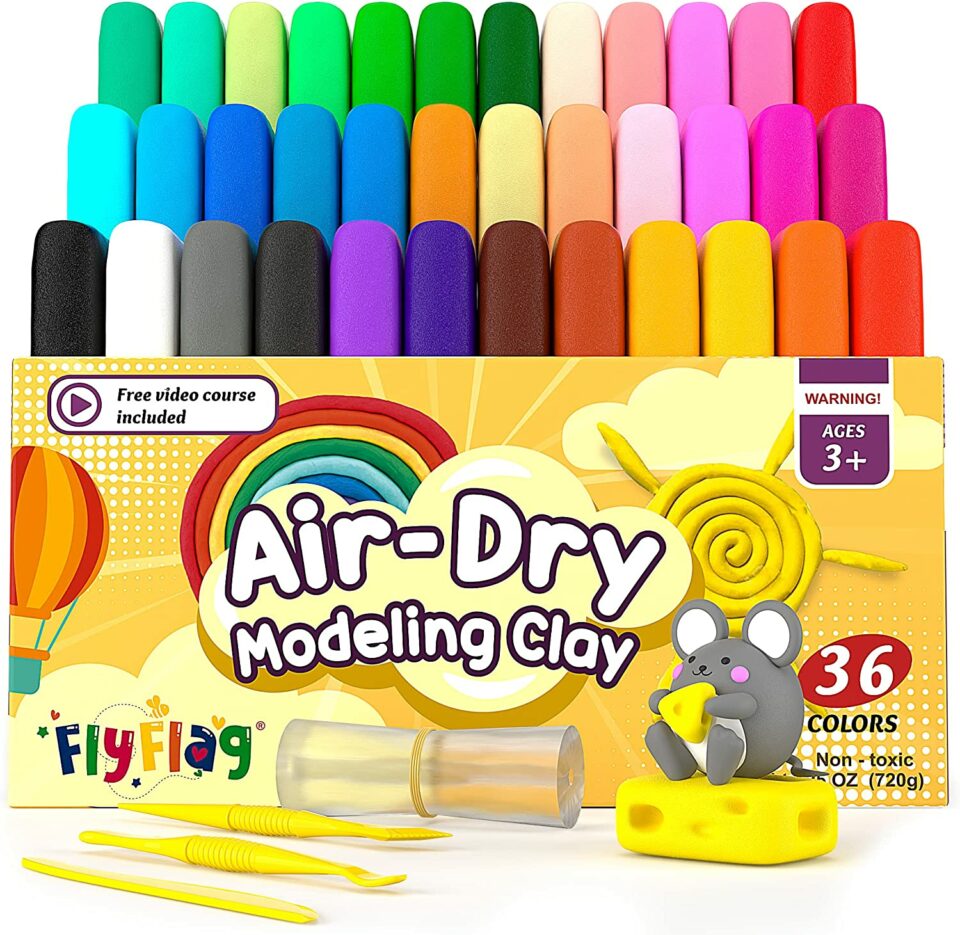 Free video course
included
WARNING!
AGES
3+
Air-Dry
Modeling Clay
36
COLORS
FlyFlag®
Non - toxic
OZ (720g)